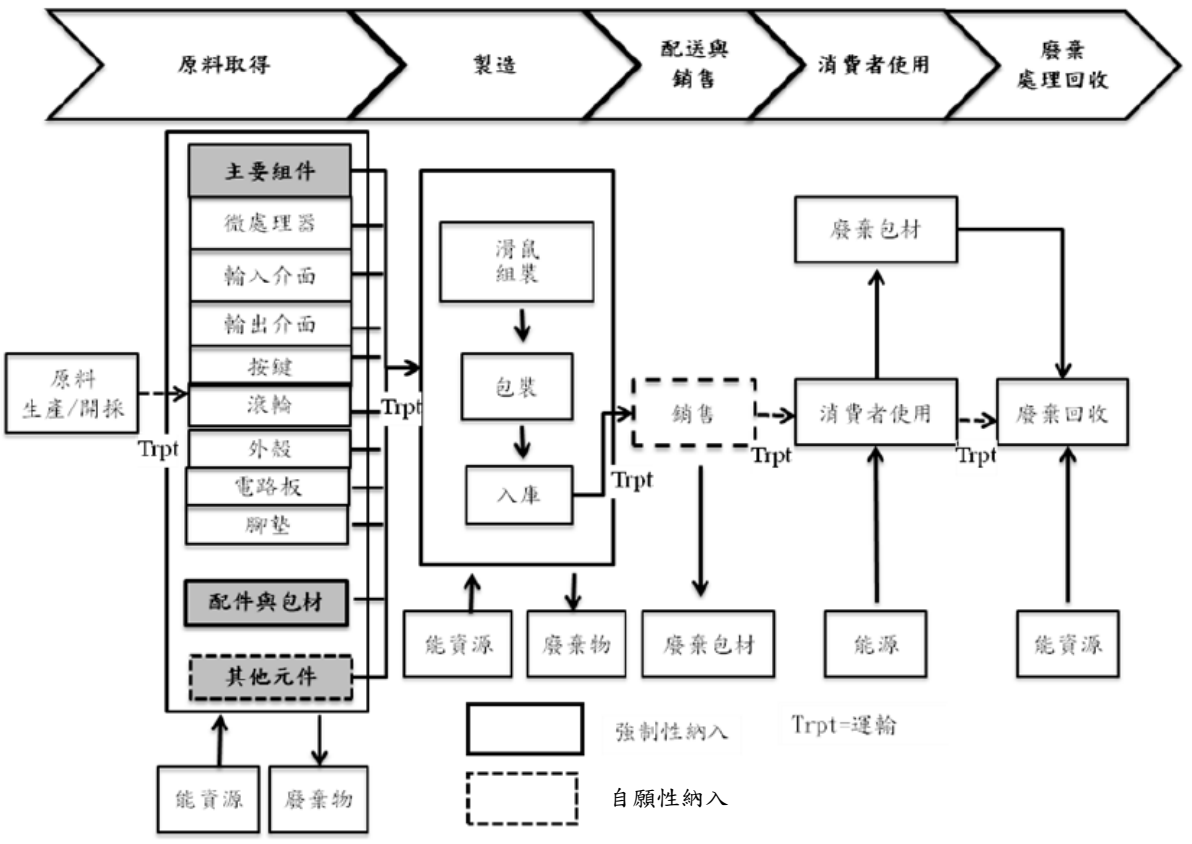 原料取得
製造
配送與
銷售
消費者使用
廢棄
處理回收
主要組件
微處理器
輸入介面
輸出介面
按鍵
滾輪
外殼
電路板
腳墊
配件與包材
其他元件
原料
生產/開採
Trpt
Trpt
滑鼠
組裝
包裝
入庫
Trpt
銷售
Trpt
廢棄包材
消費者使用
Trpt
廢棄回收
能資源
廢棄物
能資源
廢棄物
廢棄包材
能源
能資源
強制性納入
Trpt=運輸
自願性納入